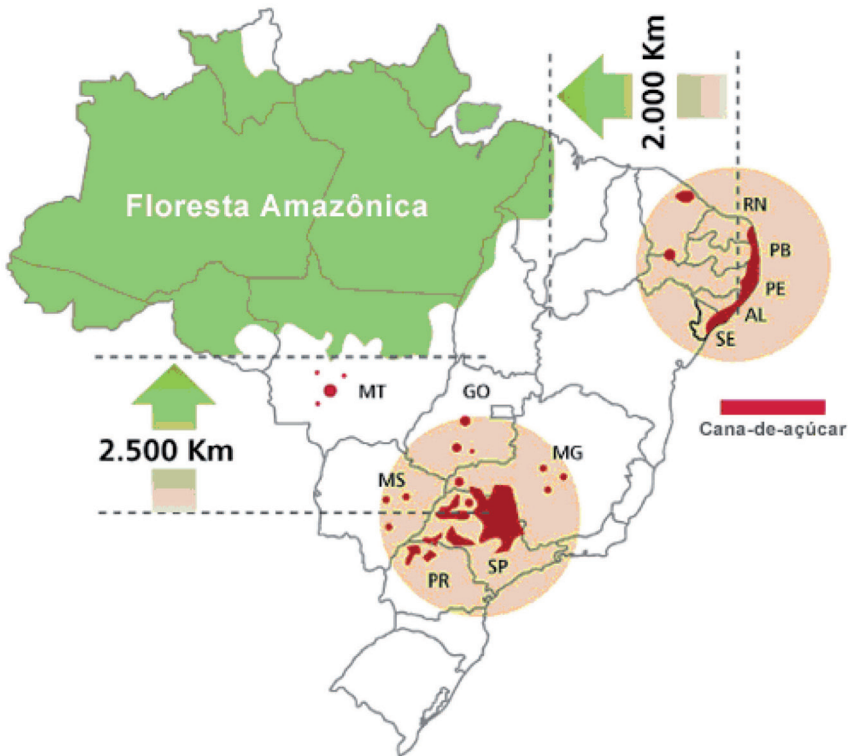 2.000 Km
Floresta Amazônica
RN
PB
PE
AL
SE
MT
GO
Cana-de-açúcar
2.500 Km
MG
MS
SP
PR